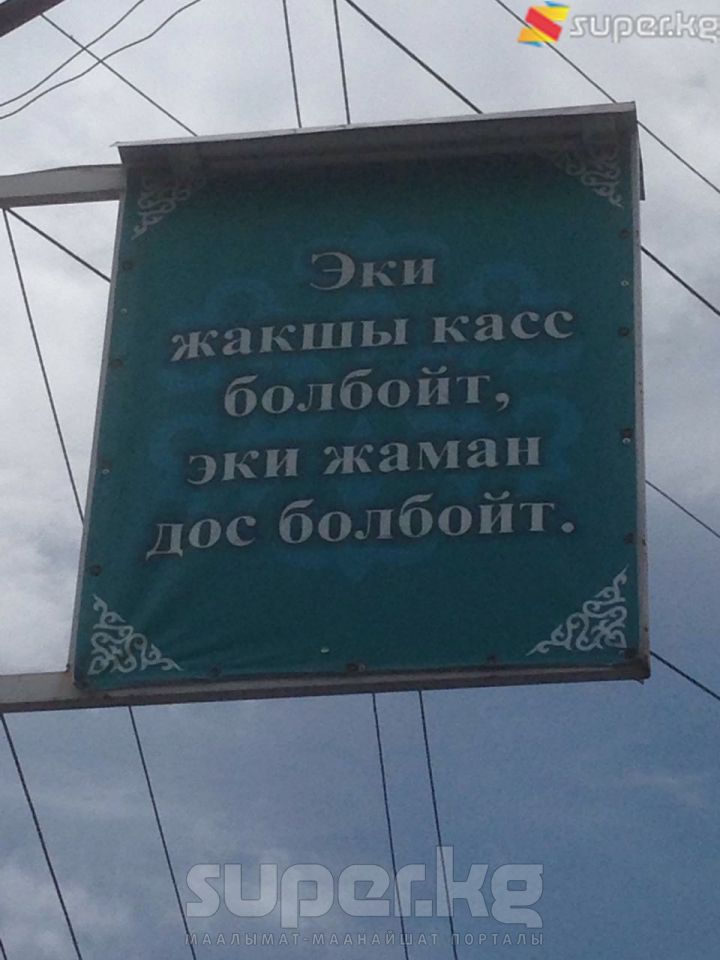 super.kg
Эки
жакшы касс
болбойт,
эки жаман
дос болбойт.
super.kg
МААЛЫМАТ-МААНАЙШАТ ПОРТАЛЫ